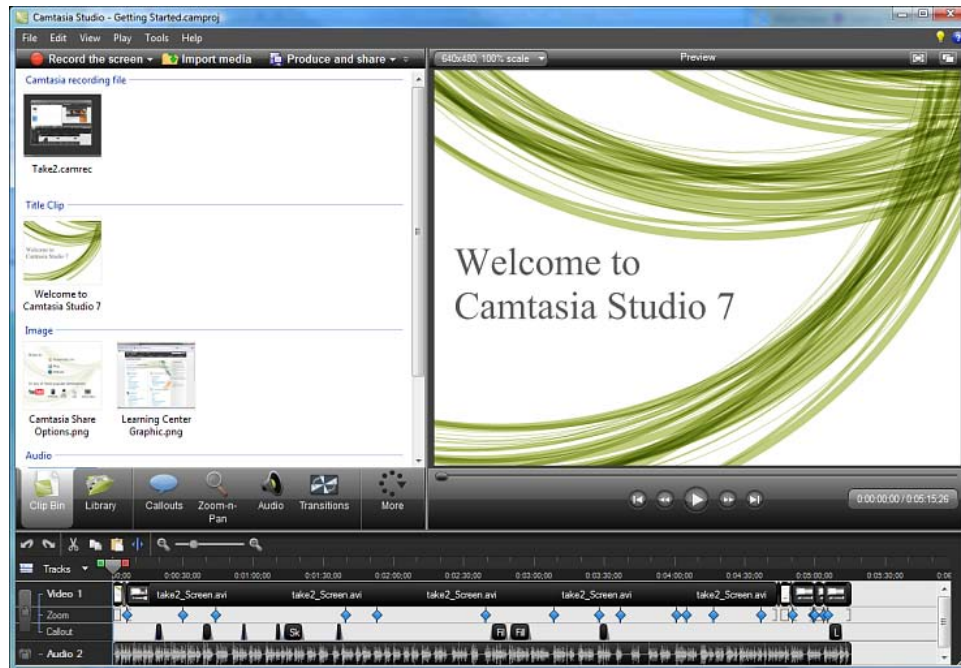 Camtasia Studio - Getting Started.camproj
File Edit View Play Tools Help
Record the screen Import media Produce and share
640x480, 100% scale Preview
Camtasia recording file
Take2.camrec
Title Clip
Welcome to
Camtasia Studio 7
Welcome to
Camtasia Studio 7
Image
Camtasia Share
Options.png
Learning Center
Graphic.png
Audio
Welcome to
Camtasia Studio 7
Clip Bin Library Callouts Zoom-n-
Pan Audio Transitions More
0:00:00;00 / 0:05:15;26
Tracks
0:00:30;00 0:01:00;00 0:01:30;00 0:02:00;00 0:02:30;00 0:03:00;00 0:03:30;00 0:04:00;00 0:04:30;00 0:05:00;00 0:05:30;00
Video 1 take2_Screen.avi take2_Screen.avi take2_Screen.avi take2_Screen.avi take2_Screen.avi
Zoom
Callout Sk Fil Fill L
Audio 2